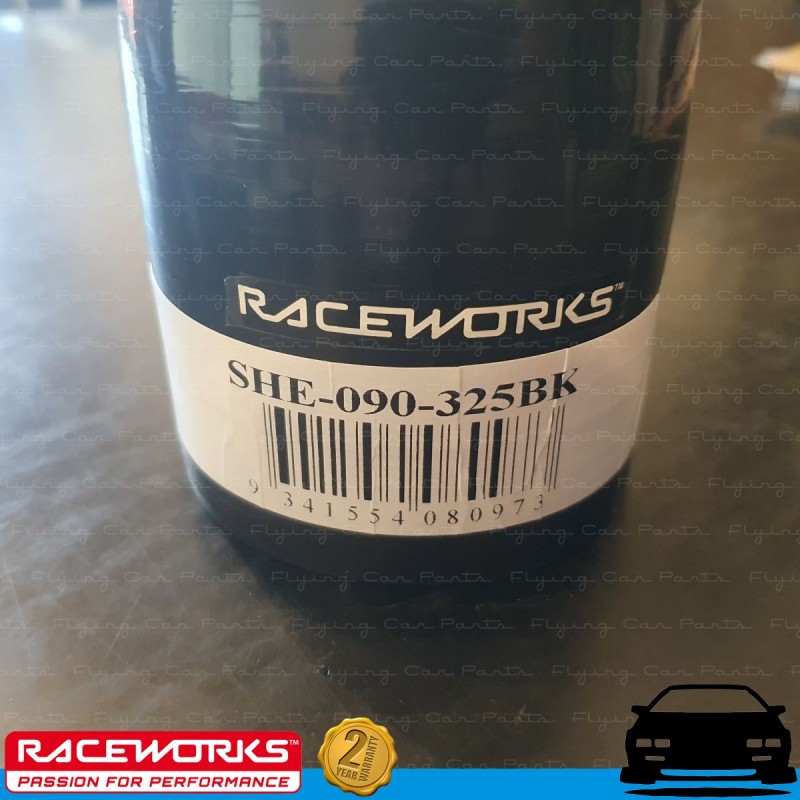 RACEWORKS™
SHE-090-325BK
9 341554 080973
RACEWORKS™
PASSION FOR PERFORMANCE
2
YEAR WARRANTY
Flying Car Parts